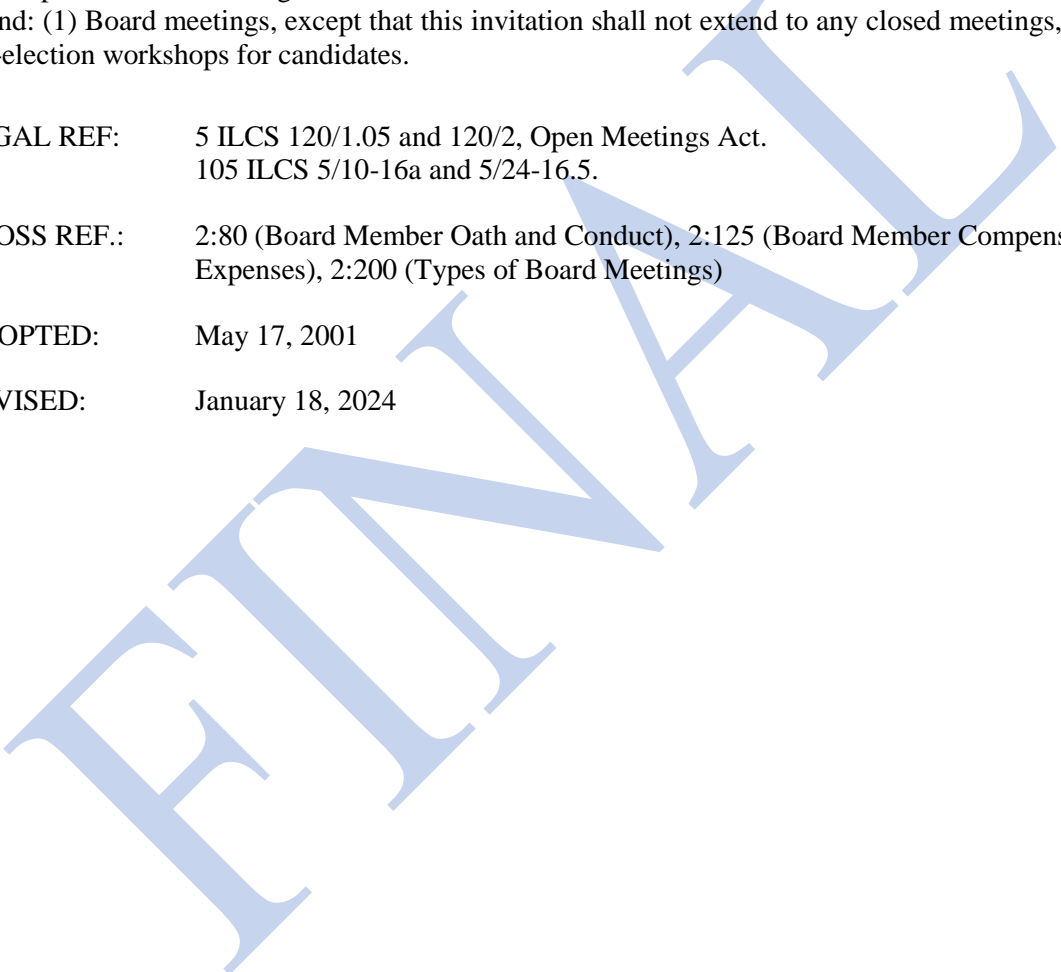 nd: (1) Board meetings, except that this invitation shall not extend to any closed meetings,
-election workshops for candidates.
GAL REF: 5 ILCS 120/1.05 and 120/2, Open Meetings Act.
105 ILCS 5/10-16a and 5/24-16.5.
OSS REF.: 2:80 (Board Member Oath and Conduct), 2:125 (Board Member Compens
Expenses), 2:200 (Types of Board Meetings)
OPTED: May 17, 2001
VISED: January 18, 2024
FINAL